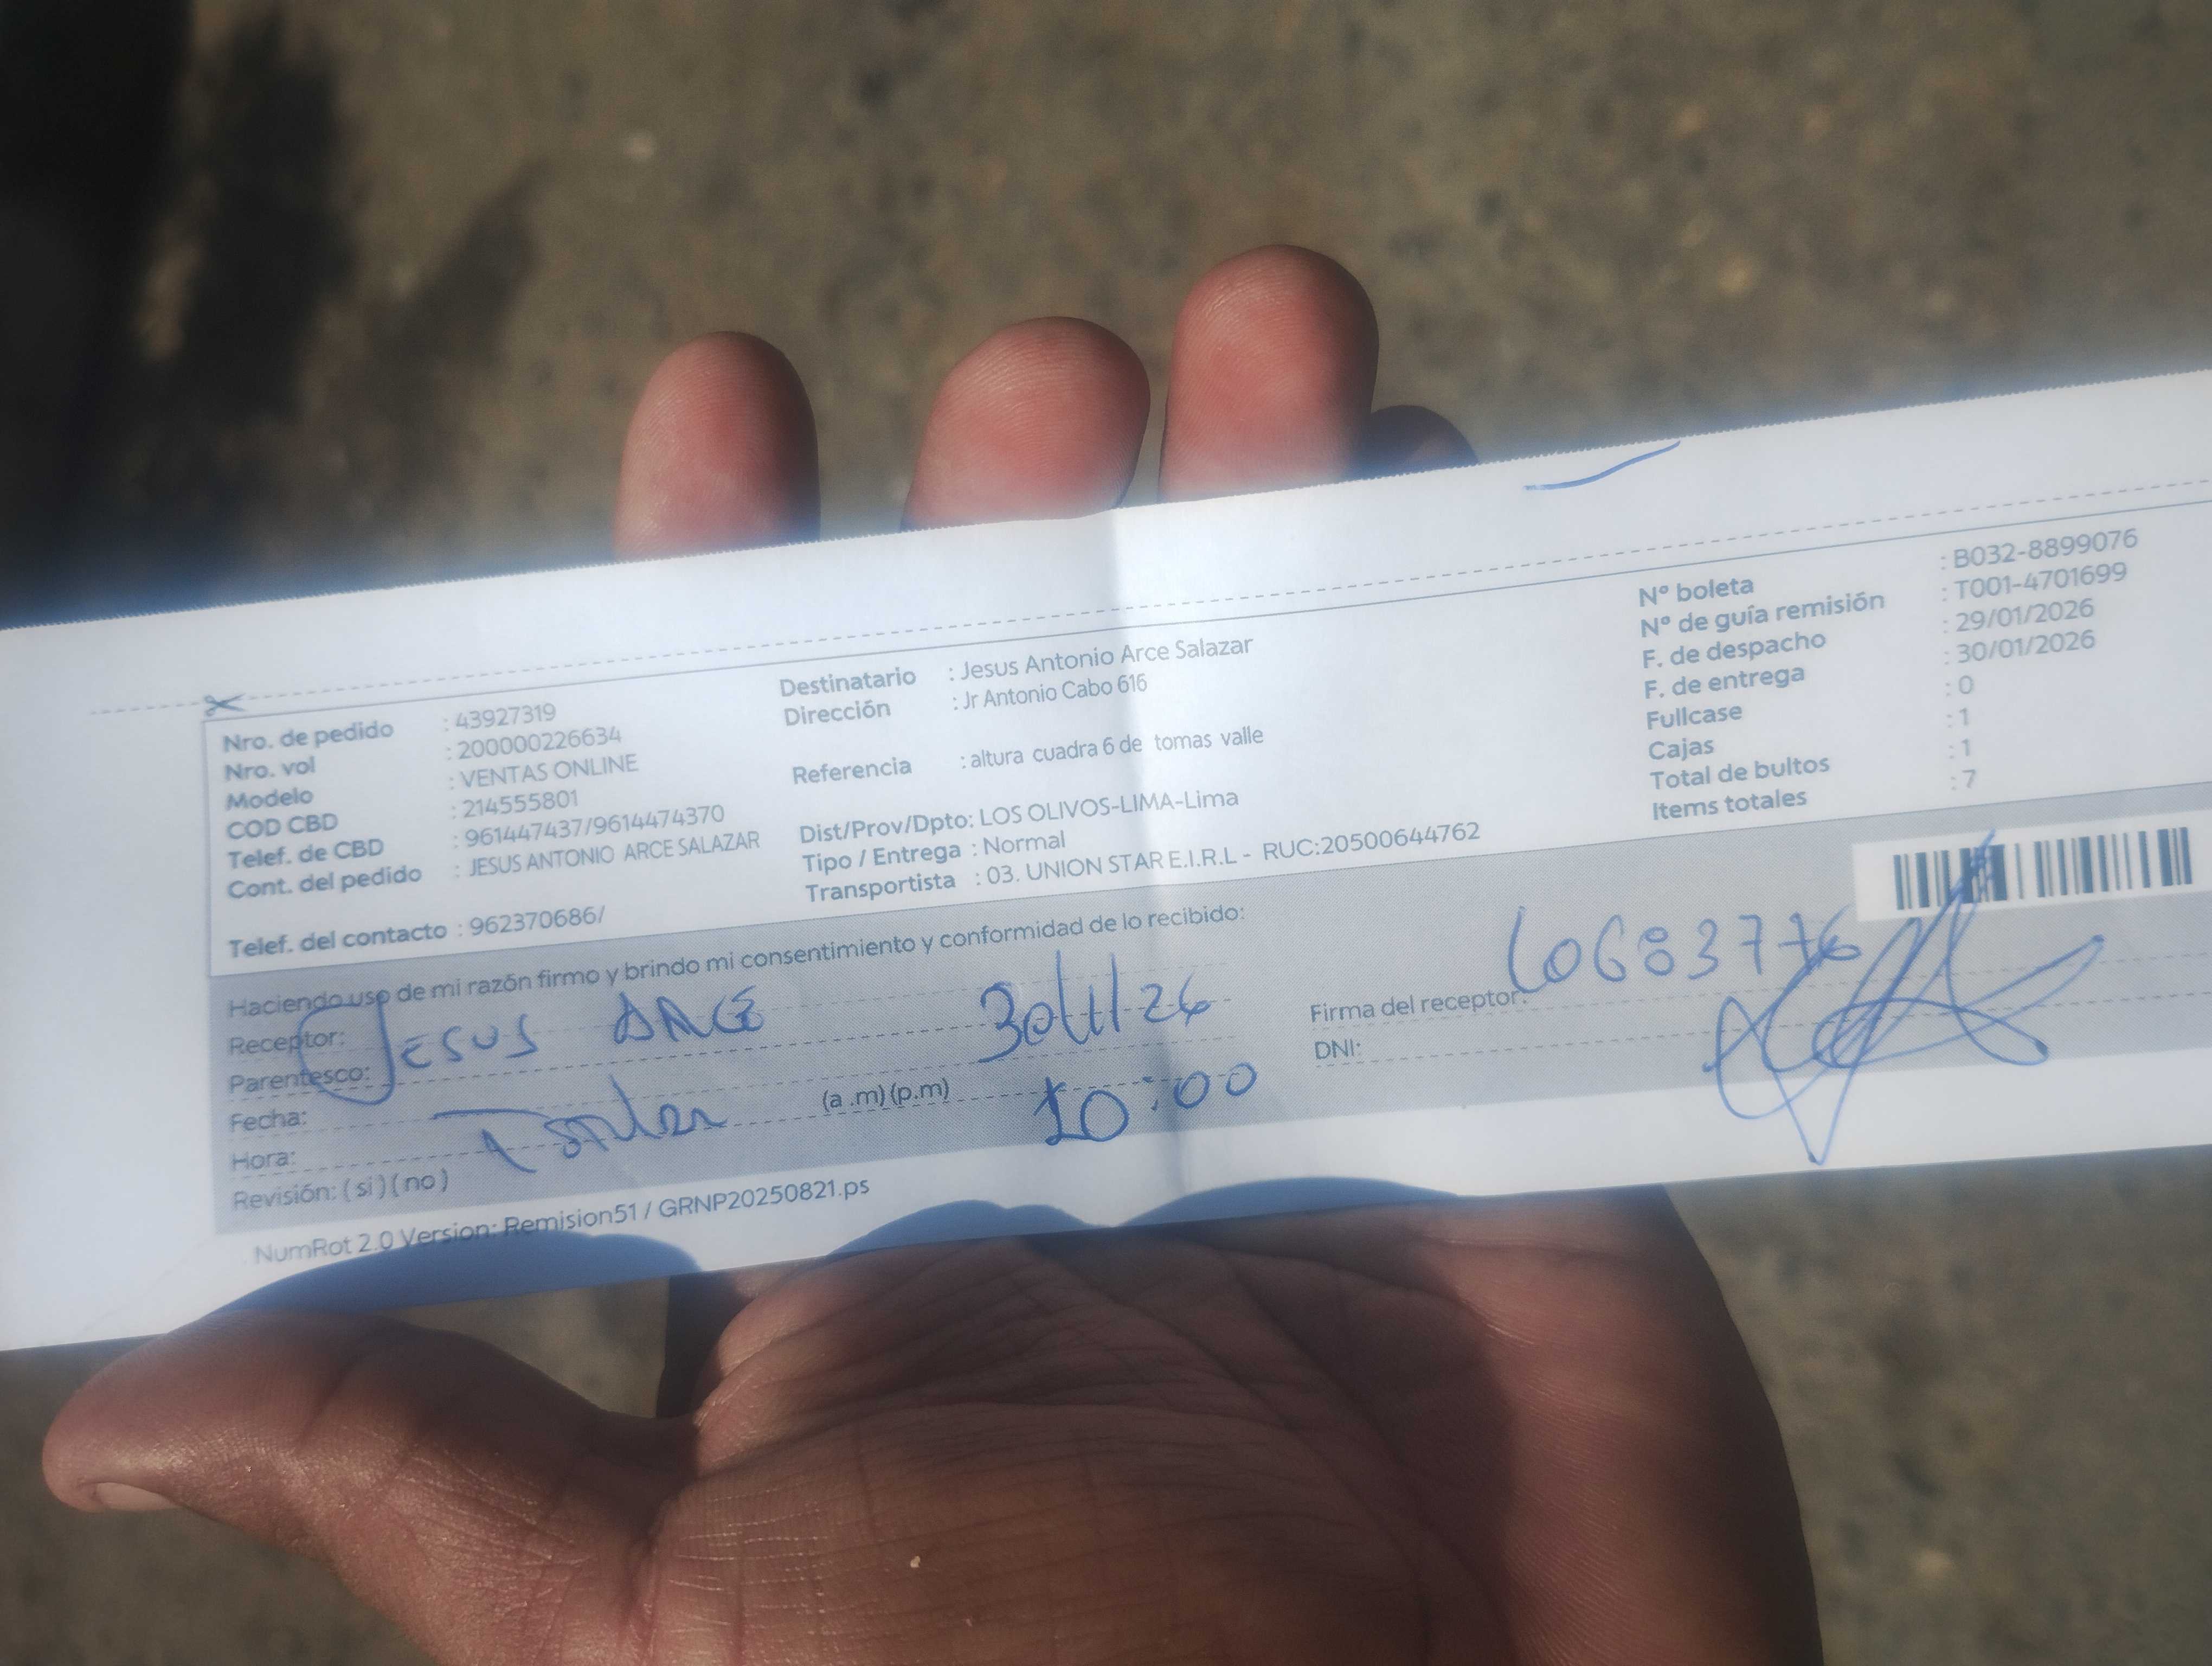 Nro. de pedido : 43927319
Nro. vol : 200000226634
Modelo : VENTAS ONLINE
COD CBD : 214555801
Telef. de CBD : 961447437/9614474370
Cont. del pedido : JESUS ANTONIO ARCE SALAZAR
Telef. del contacto : 962370686/
Destinatario : Jesus Antonio Arce Salazar
Dirección : Jr Antonio Cabo 616
Referencia : altura cuadra 6 de tomas valle
Dist/Prov/Dpto: LOS OLIVOS-LIMA-Lima
Tipo / Entrega : Normal
Transportista : 03. UNION STAR E.I.R.L - RUC:20500644762
Nº boleta : B032-8899076
Nº de guía remisión : T001-4701699
F. de despacho : 29/01/2026
F. de entrega : 30/01/2026
Fullcase : 0
Cajas : 1
Total de bultos : 1
Items totales : 7
Haciendo uso de mi razón firmo y brindo mi consentimiento y conformidad de lo recibido:
Receptor: JESUS ARCE
Parentesco:
Fecha: 30/1/26
Hora: (a .m) (p.m) 10:00
Revisión: ( si ) ( no )
Firma del receptor:
DNI:
NumRot 2.0 Version: Remision51 / GRNP20250821.ps